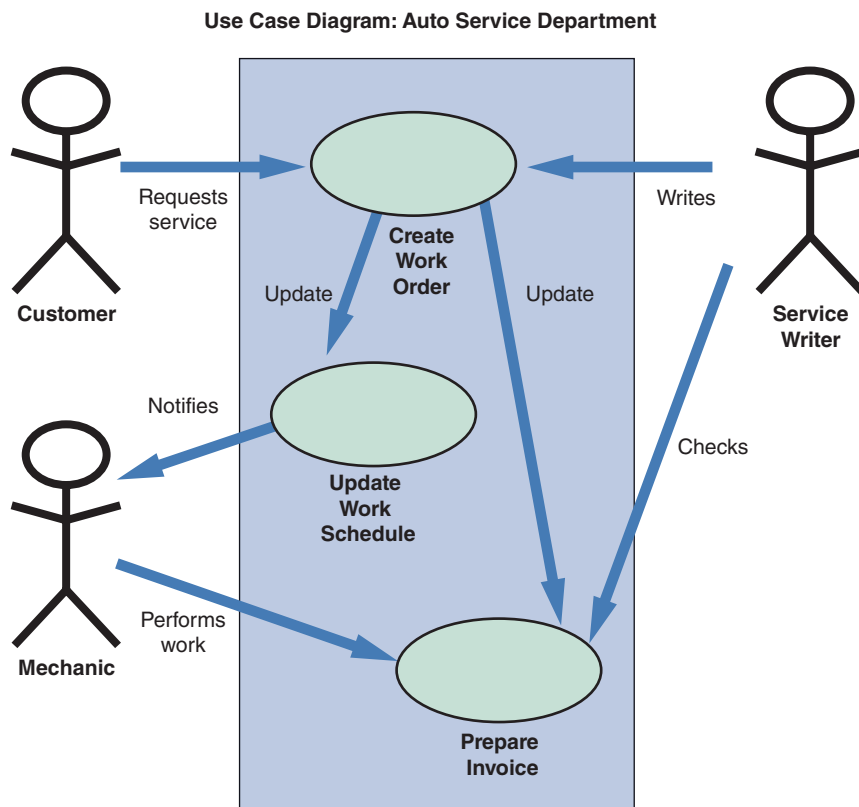 Use Case Diagram: Auto Service Department
Requests
service
Writes
Create
Work
Order
Customer
Update
Update
Service
Writer
Notifies
Checks
Update
Work
Schedule
Performs
work
Mechanic
Prepare
Invoice